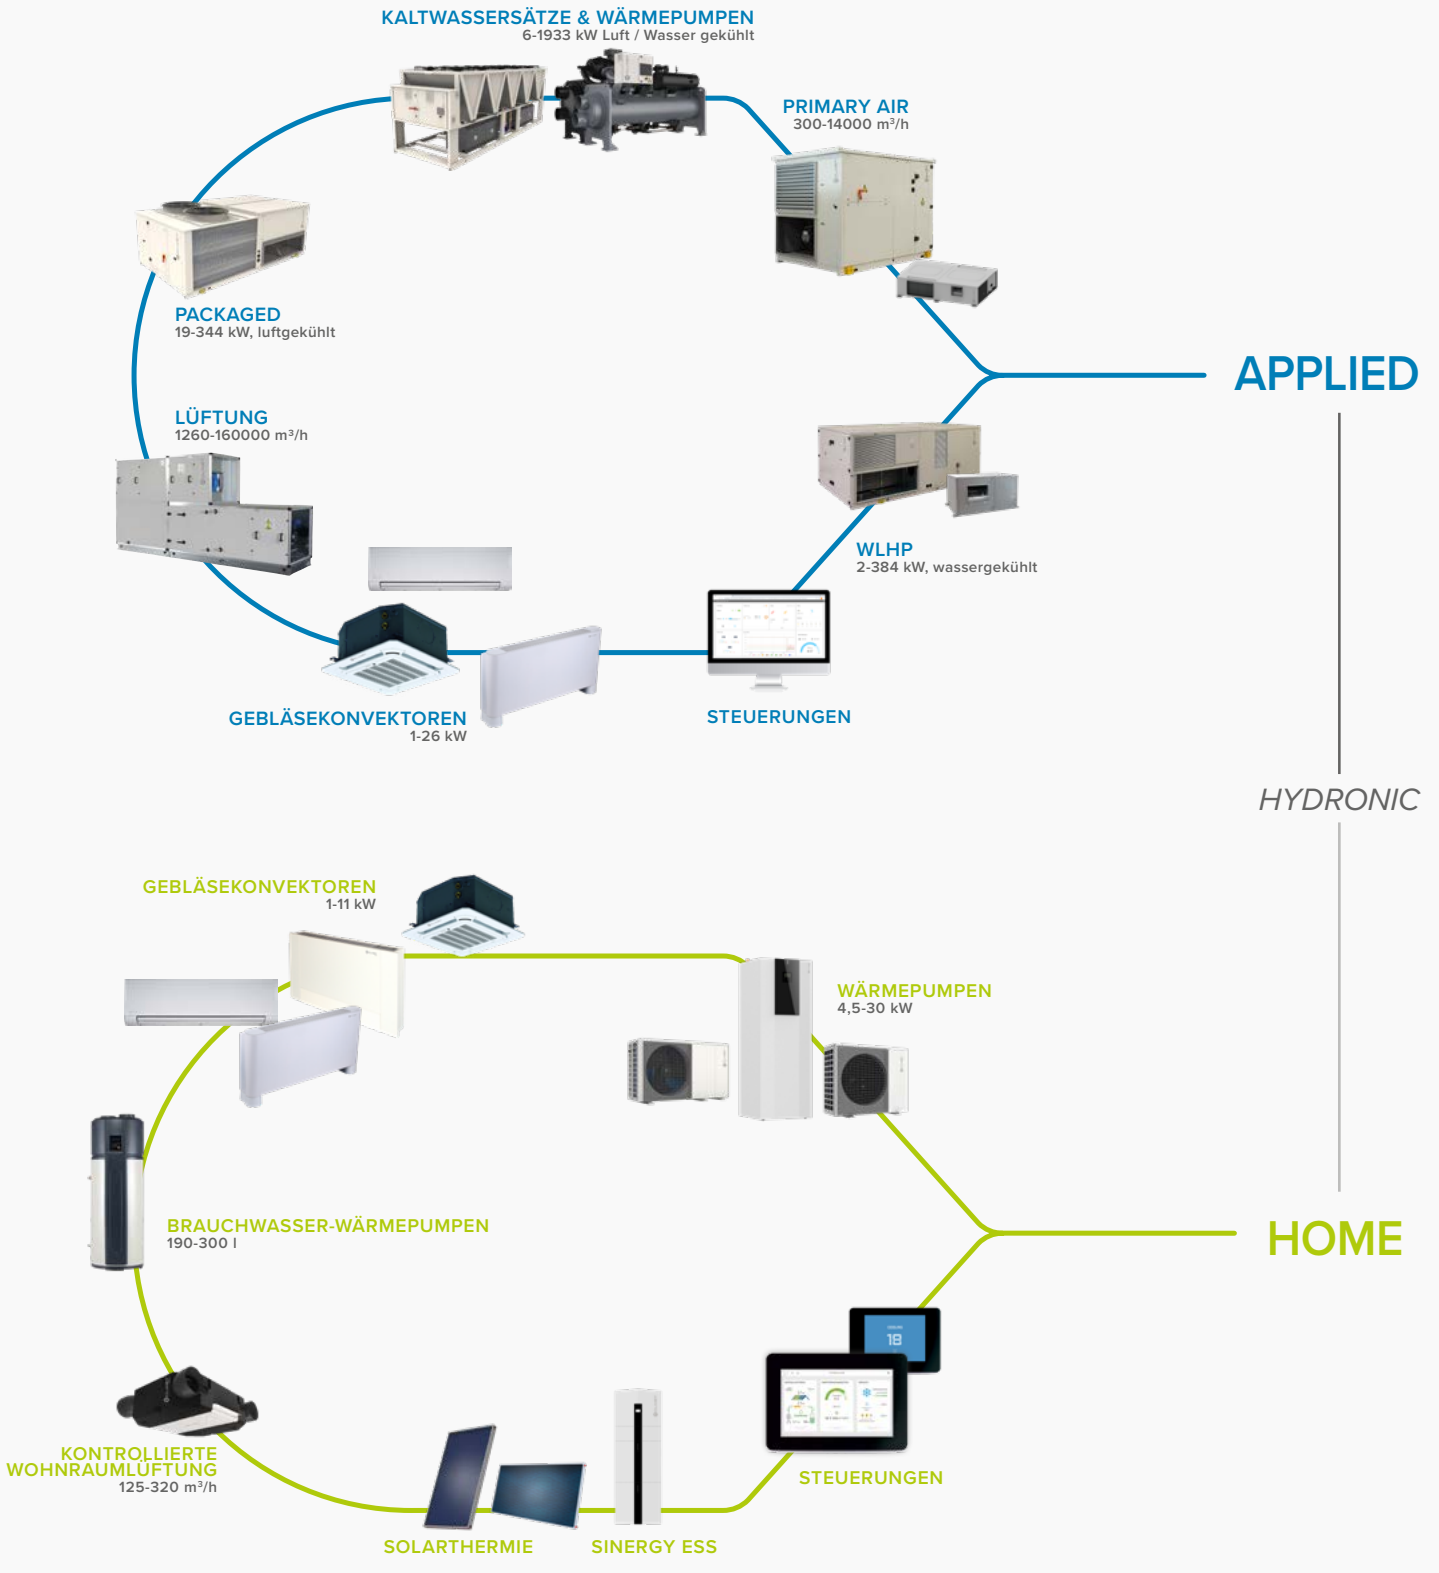 KALTWASSERSÄTZE & WÄRMEPUMPEN
6-1933 kW Luft / Wasser gekühlt
PRIMARY AIR
300-14000 m³/h
PACKAGED
19-344 kW, luftgekühlt
APPLIED
LÜFTUNG
1260-160000 m³/h
WLHP
2-384 kW, wassergekühlt
GEBLÄSEKONVEKTOREN
1-26 kW
STEUERUNGEN
HYDRONIC
GEBLÄSEKONVEKTOREN
1-11 kW
WÄRMEPUMPEN
4,5-30 kW
BRAUCHWASSER-WÄRMEPUMPEN
190-300 l
HOME
18
KONTROLLIERTE
WOHNRAUMLÜFTUNG
125-320 m³/h
STEUERUNGEN
SOLARTHERMIE
SINERGY ESS